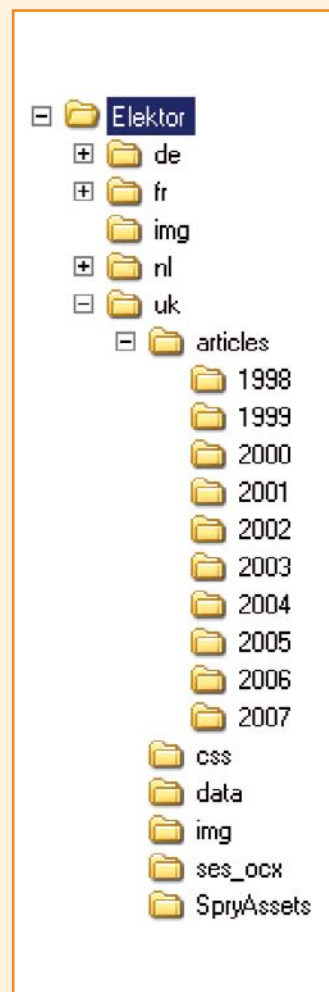 Elektor
de
fr
img
nl
uk
articles
1998
1999
2000
2001
2002
2003
2004
2005
2006
2007
css
data
img
ses_ocx
SpryAssets